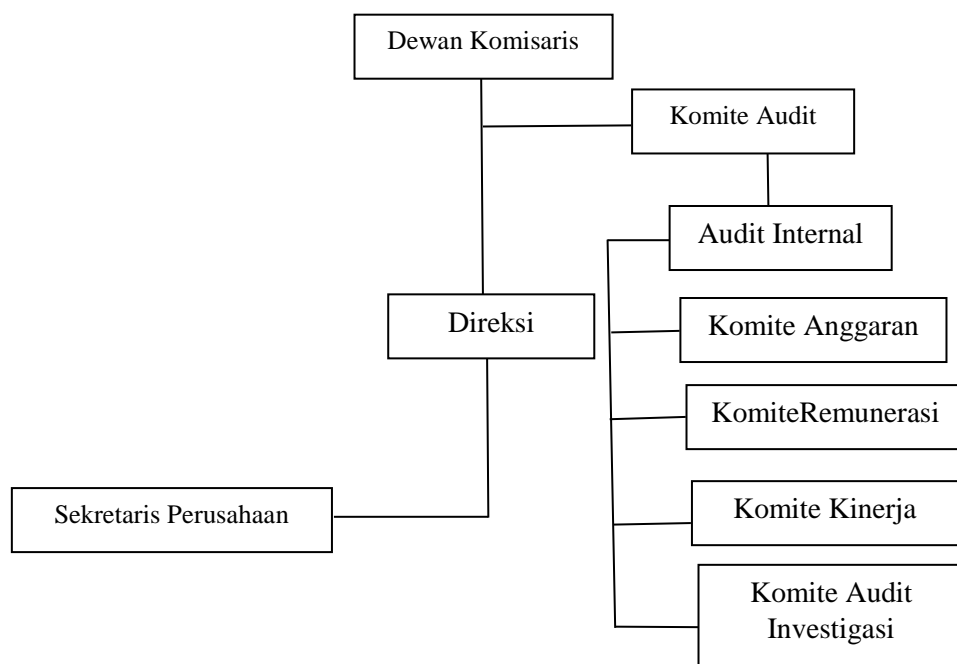 Dewan Komisaris
Komite Audit
Audit Internal
Direksi
Komite Anggaran
KomiteRemunerasi
Sekretaris Perusahaan
Komite Kinerja
Komite Audit
Investigasi